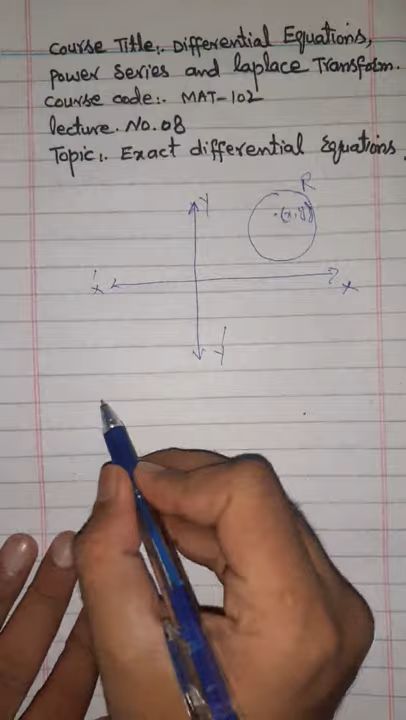 Course Title:. Differential Equations,
power Series and laplace Transform.
Course code:. MAT-102
lecture. No. 08
Topic:. Exact differential Equations.
R
Y
.(x,y)
x'
x
y'